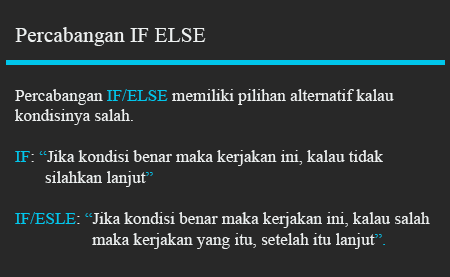 Percabangan IF ELSE
Percabangan IF/ELSE memiliki pilihan alternatif kalau
kondisinya salah.
IF: “Jika kondisi benar maka kerjakan ini, kalau tidak
silahkan lanjut”
IF/ESLE: “Jika kondisi benar maka kerjakan ini, kalau salah
maka kerjakan yang itu, setelah itu lanjut”.